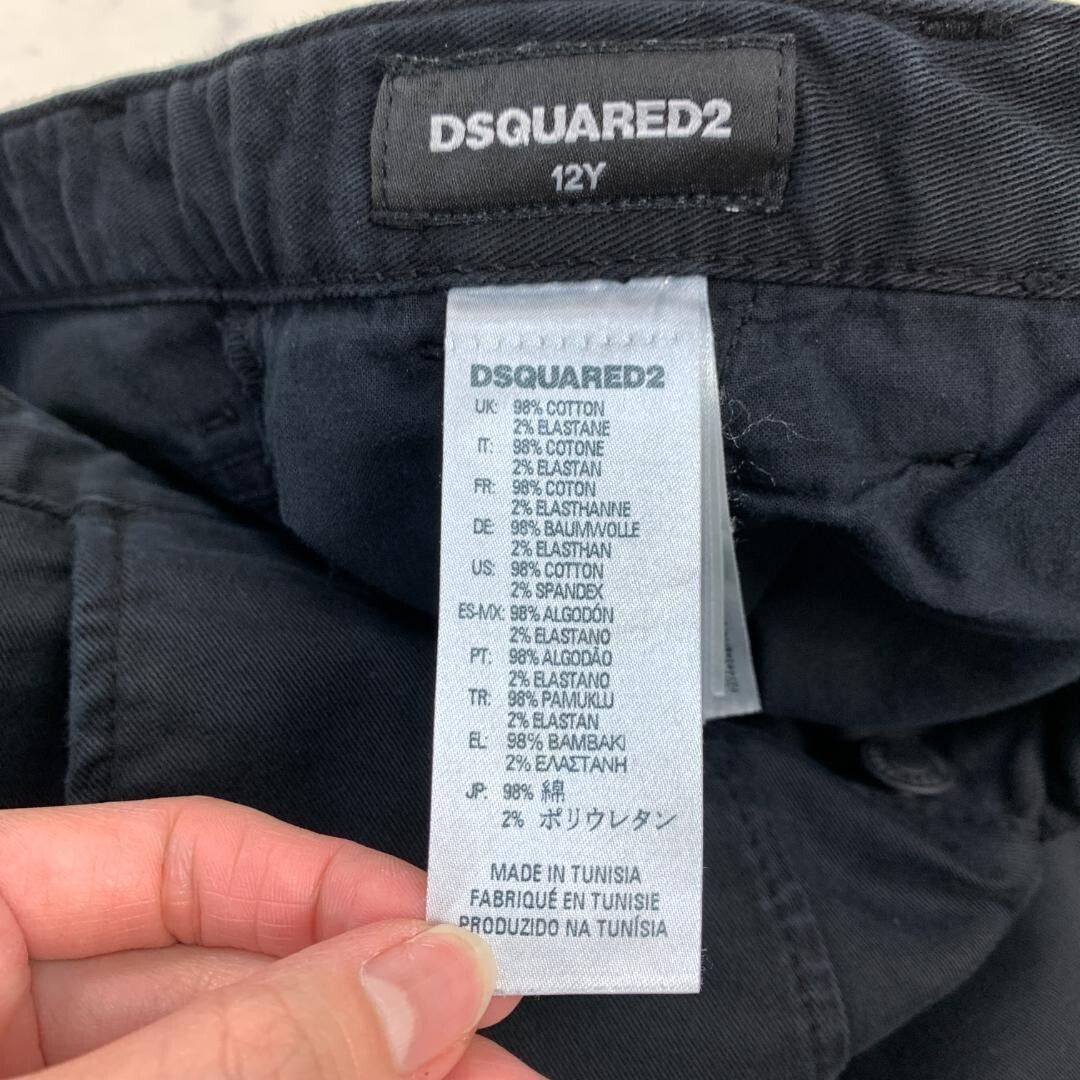 DSQUARED2
12Y
DSQUARED2
UK: 98% COTTON
2% ELASTANE
IT: 98% COTONE
2% ELASTAN
FR: 98% COTON
2% ELASTHANNE
DE: 98% BAUMWOLLE
2% ELASTHAN
US: 98% COTTON
2% SPANDEX
ES-MX: 98% ALGODÓN
2% ELASTANO
PT: 98% ALGODÃO
2% ELASTANO
TR: 98% PAMUKLU
2% ELASTAN
EL: 98% ΒΑΜΒΑΚΙ
2% ΕΛΑΣΤΑΝΗ
JP: 98% 綿
2% ポリウレタン
MADE IN TUNISIA
FABRIQUÉ EN TUNISIE
PRODUZIDO NA TUNÍSIA